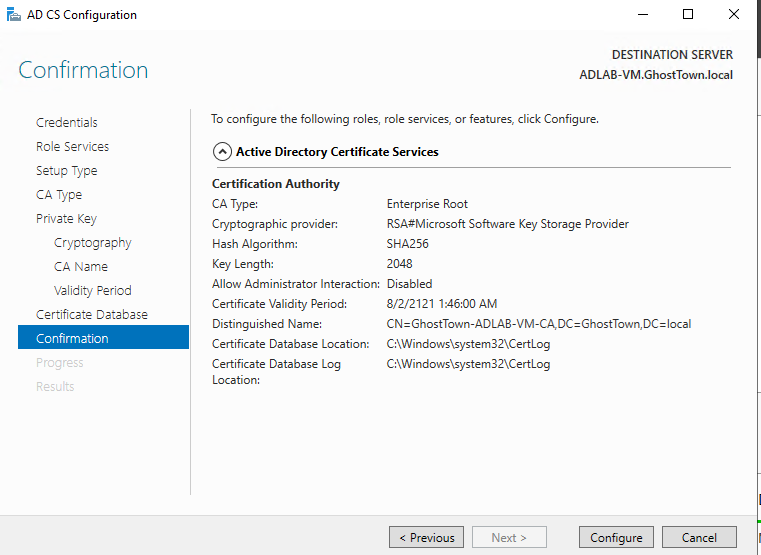 AD CS Configuration
Confirmation
DESTINATION SERVER
ADLAB-VM.GhostTown.local
Credentials
Role Services
Setup Type
CA Type
Private Key
Cryptography
CA Name
Validity Period
Certificate Database
Confirmation
Progress
Results
To configure the following roles, role services, or features, click Configure.
Active Directory Certificate Services
Certification Authority
CA Type: Enterprise Root
Cryptographic provider: RSA#Microsoft Software Key Storage Provider
Hash Algorithm: SHA256
Key Length: 2048
Allow Administrator Interaction: Disabled
Certificate Validity Period: 8/2/2121 1:46:00 AM
Distinguished Name: CN=GhostTown-ADLAB-VM-CA,DC=GhostTown,DC=local
Certificate Database Location: C:\Windows\system32\CertLog
Certificate Database Log C:\Windows\system32\CertLog
Location:
< Previous Next > Configure Cancel